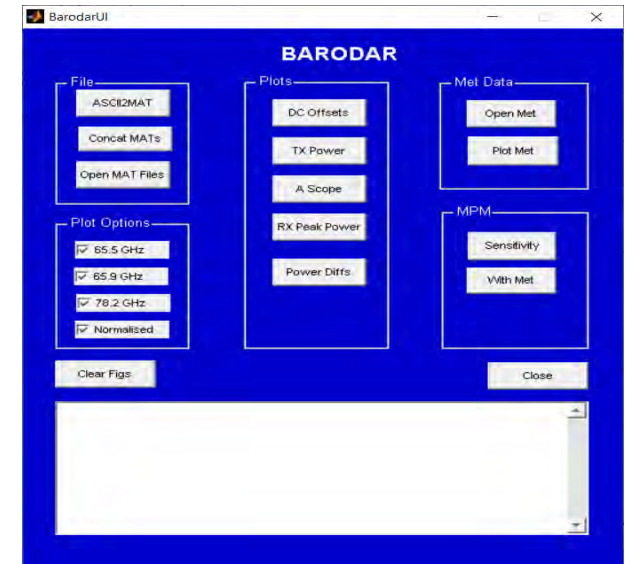 BarodarUI
BARODAR
File
ASCII2MAT
Concat MATs
Open MAT Files
Plot Options
65.5 GHz
65.9 GHz
78.2 GHz
Normalised
Clear Figs
Plots
DC Offsets
TX Power
A Scope
RX Peak Power
Power Diffs
Met Data
Open Met
Plot Met
MPM
Sensitivity
With Met
Close